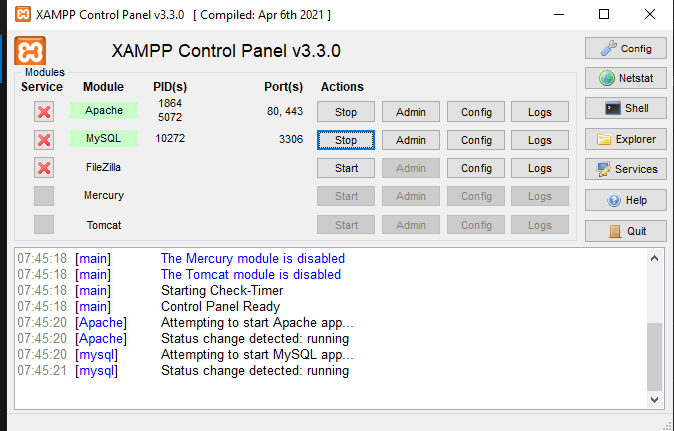 XAMPP Control Panel v3.3.0 [ Compiled: Apr 6th 2021 ]
XAMPP Control Panel v3.3.0
Config
Modules
Service Module PID(s) Port(s) Actions
Netstat
Apache 1864 5072 80, 443 Stop Admin Config Logs
Shell
MySQL 10272 3306 Stop Admin Config Logs
Explorer
FileZilla Start Admin Config Logs
Services
Mercury Start Admin Config Logs
Help
Tomcat Start Admin Config Logs
Quit
07:45:18 [main] The Mercury module is disabled
07:45:18 [main] The Tomcat module is disabled
07:45:18 [main] Starting Check-Timer
07:45:18 [main] Control Panel Ready
07:45:20 [Apache] Attempting to start Apache app...
07:45:20 [Apache] Status change detected: running
07:45:20 [mysql] Attempting to start MySQL app...
07:45:21 [mysql] Status change detected: running